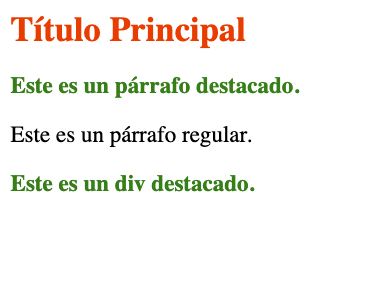 Título Principal
Este es un párrafo destacado.
Este es un párrafo regular.
Este es un div destacado.